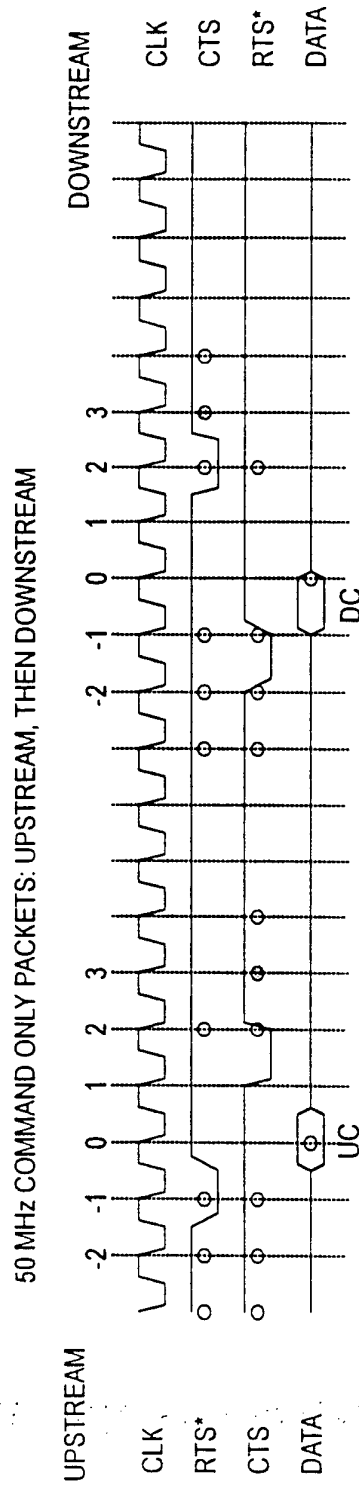 50 MHz COMMAND ONLY PACKETS: UPSTREAM, THEN DOWNSTREAM
UPSTREAM
DOWNSTREAM
-2 -1 0 1 2 3 -2 -1 0 1 2 3
CLK CLK
RTS* CTS
CTS RTS*
DATA DATA
UC DC